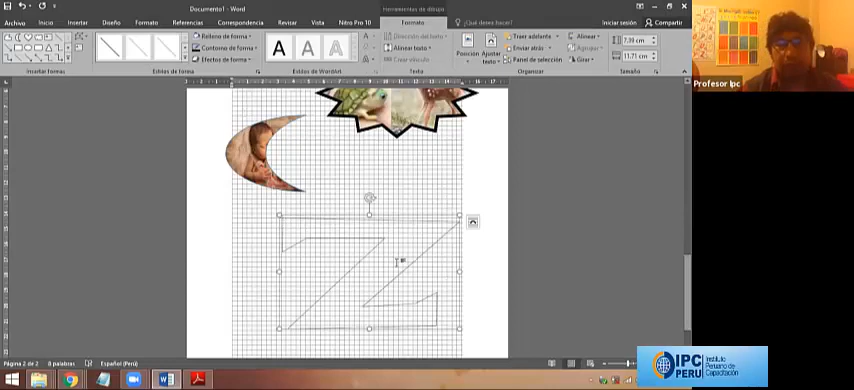 Documento1 - Word
Herramientas de dibujo
Archivo Inicio Insertar Diseño Formato Referencias Correspondencia Revisar Vista Nitro Pro 10 Formato ¿Qué desea hacer? Iniciar sesión Compartir
Relleno de forma
Contorno de forma
Efectos de forma
A A A
Dirección del texto
Alinear texto
Crear vínculo
Posición
Ajustar texto
Traer adelante
Enviar atrás
Panel de selección
Alinear
Agrupar
Girar
7.39 cm
11.71 cm
Insertar formas
Estilos de forma
Estilos de WordArt
Texto
Organizar
Tamaño
Profesor Ipc
Página 2 de 2 8 palabras Español (Perú)
IPC
PERÚ
Instituto
Peruano de
Capacitación